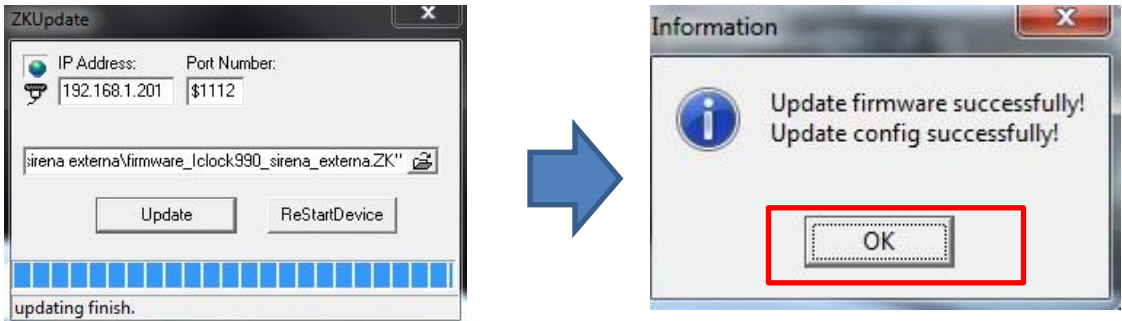 ZKUpdate
x
IP Address: Port Number:
192.168.1.201 $1112
sirena externa\firmware_Iclock990_sirena_externa.ZK"
Update ReStartDevice
updating finish.
Information
x
Update firmware successfully!
Update config successfully!
OK